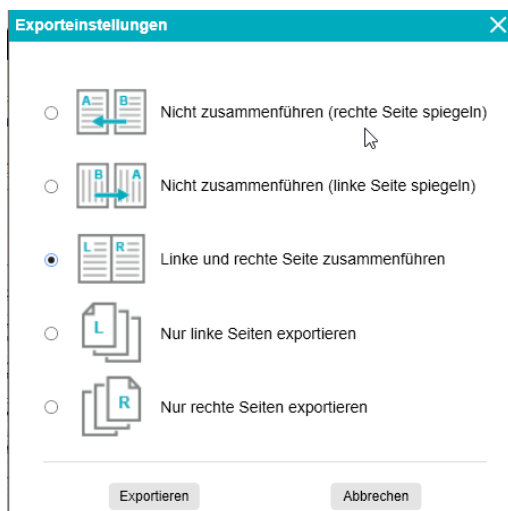 Exporteinstellungen
A B
Nicht zusammenführen (rechte Seite spiegeln)
B A
Nicht zusammenführen (linke Seite spiegeln)
L R
Linke und rechte Seite zusammenführen
L
Nur linke Seiten exportieren
R
Nur rechte Seiten exportieren
Exportieren
Abbrechen